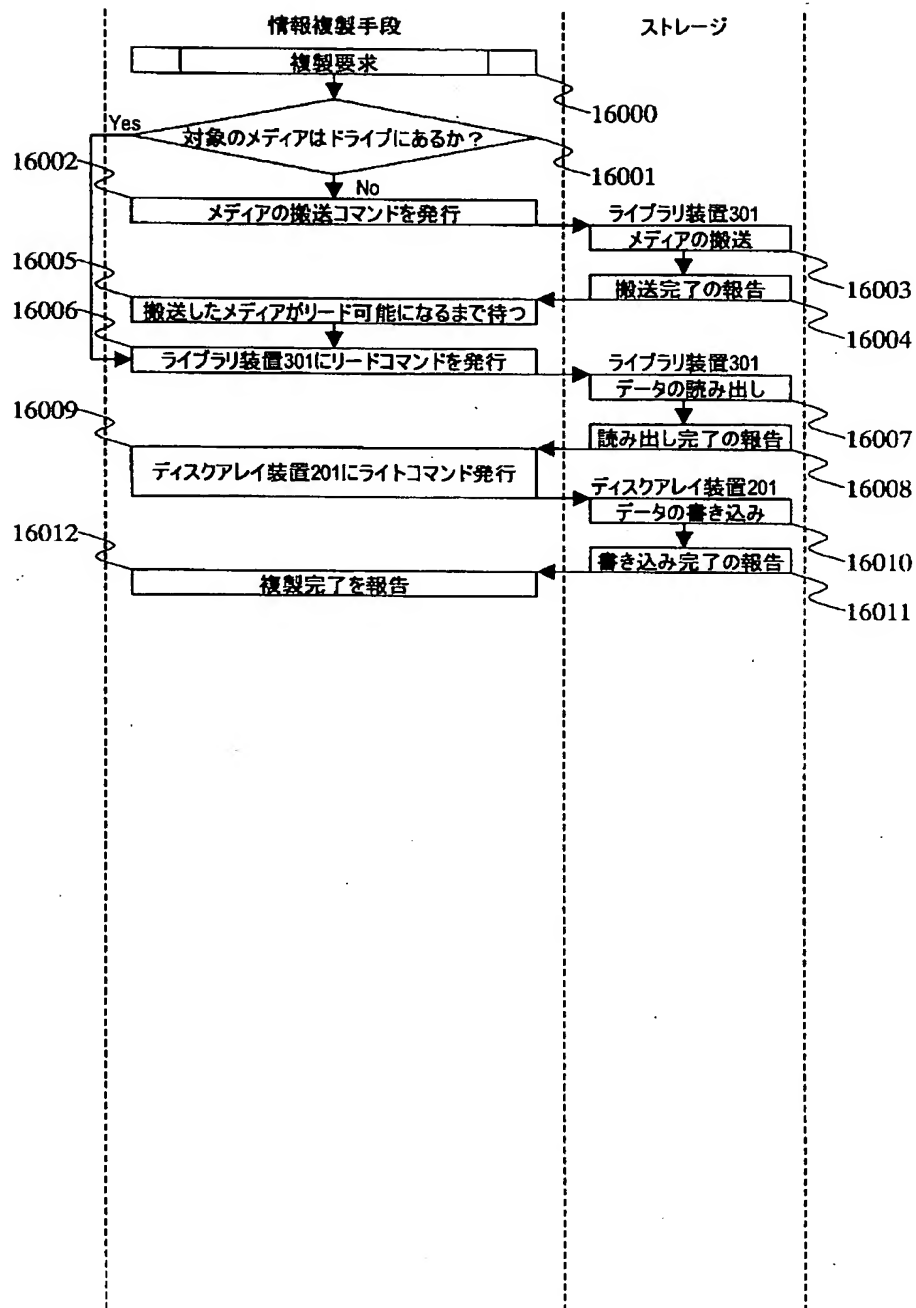 情報複製手段
ストレージ
複製要求
16000
Yes
対象のメディアはドライブにあるか？
16001
16002
No
メディアの搬送コマンドを発行
ライブラリ装置301
メディアの搬送
16003
16005
搬送完了の報告
16004
16006
搬送したメディアがリード可能になるまで待つ
ライブラリ装置301にリードコマンドを発行
ライブラリ装置301
データの読み出し
16007
16009
読み出し完了の報告
16008
ディスクアレイ装置201にライトコマンド発行
ディスクアレイ装置201
データの書き込み
16010
16012
書き込み完了の報告
16011
複製完了を報告